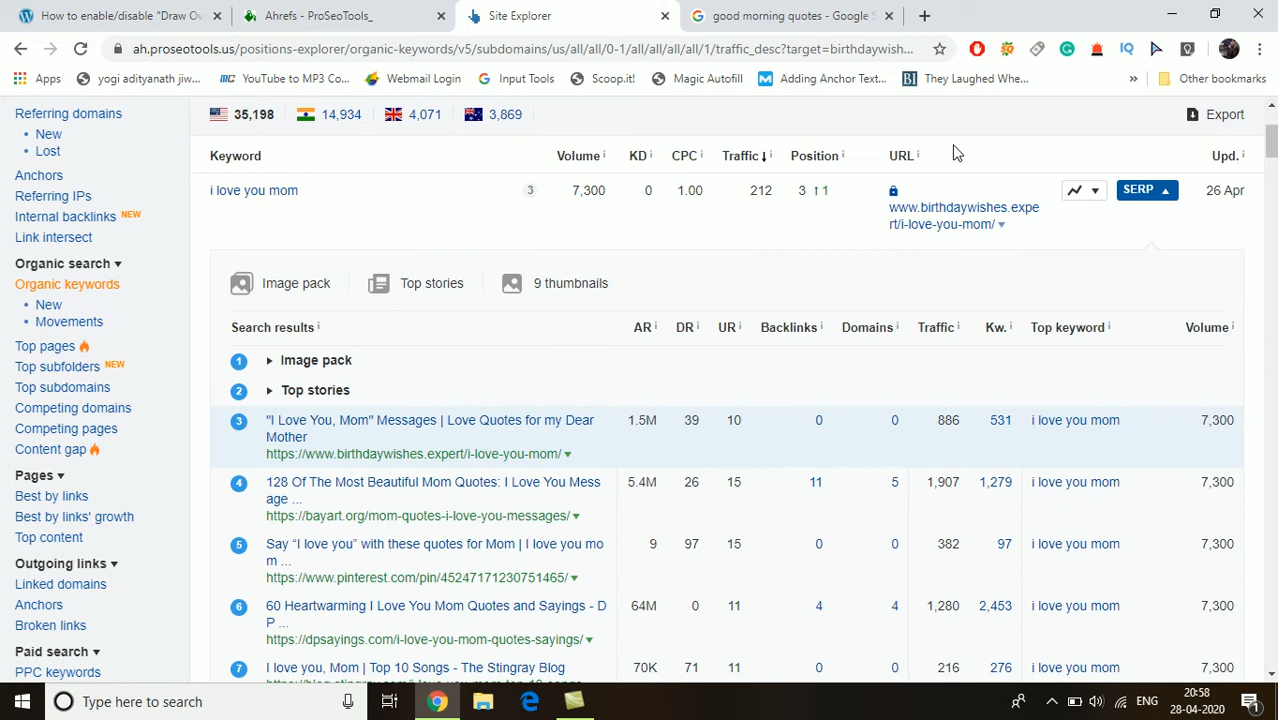 How to enable/disable "Draw Ov
Ahrefs - ProSeoTools_
Site Explorer
good morning quotes - Google S
ah.proseotools.us/positions-explorer/organic-keywords/v5/subdomains/us/all/all/0-1/all/all/all/all/1/traffic_desc?target=birthdaywish...
Apps
yogi adityanath jiw...
YouTube to MP3 Co...
Webmail Login
Input Tools
Scoop.it!
Magic Autofill
Adding Anchor Text...
They Laughed Whe...
»
Other bookmarks
Referring domains
• New
• Lost
Anchors
Referring IPs
Internal backlinks NEW
Link intersect
Organic search
Organic keywords
• New
• Movements
Top pages
Top subfolders NEW
Top subdomains
Competing domains
Competing pages
Content gap
Pages
Best by links
Best by links' growth
Top content
Outgoing links
Linked domains
Anchors
Broken links
Paid search
PPC keywords
35,198 14,934 4,071 3,869 Export
Keyword Volume KD CPC Traffic Position URL Upd.
i love you mom 3 7,300 0 1.00 212 3 ↑1 SERP 26 Apr
www.birthdaywishes.expe
rt/i-love-you-mom/
Image pack Top stories 9 thumbnails
Search results AR DR UR Backlinks Domains Traffic Kw. Top keyword Volume
1 Image pack
2 Top stories
3 "I Love You, Mom" Messages | Love Quotes for my Dear 1.5M 39 10 0 0 886 531 i love you mom 7,300
Mother
https://www.birthdaywishes.expert/i-love-you-mom/
4 128 Of The Most Beautiful Mom Quotes: I Love You Mess 5.4M 26 15 11 5 1,907 1,279 i love you mom 7,300
age ...
https://bayart.org/mom-quotes-i-love-you-messages/
5 Say “I love you” with these quotes for Mom | I love you mo 9 97 15 0 0 382 97 i love you mom 7,300
m ...
https://www.pinterest.com/pin/45247171230751465/
6 60 Heartwarming I Love You Mom Quotes and Sayings - D 64M 0 11 4 4 1,280 2,453 i love you mom 7,300
P ...
https://dpsayings.com/i-love-you-mom-quotes-sayings/
7 I love you, Mom | Top 10 Songs - The Stingray Blog 70K 71 11 0 0 216 276 i love you mom 7,300
Type here to search
ENG
20:58
28-04-2020